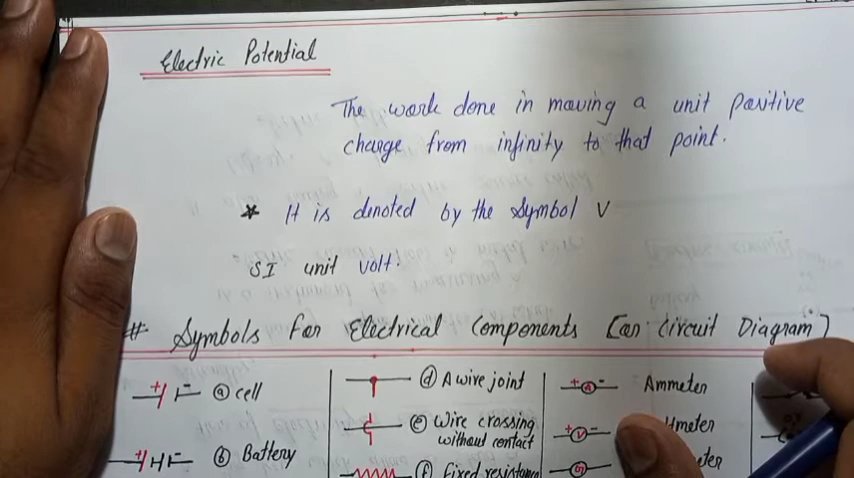 Electric Potential
The work done in moving a unit positive
charge from infinity to that point.
* It is denoted by the symbol V
SI unit volt.
# Symbols for Electrical Components [or circuit Diagram]
+ - (a) cell
(d) A wire joint
+ A - Ammeter
(e) Wire crossing
without contact
+ V -
+ - (b) Battery
(f) Fixed resistance
G